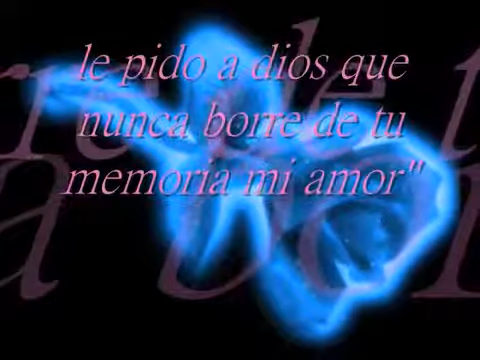 le pido a dios que
nunca borre de tu
memoria mi amor"